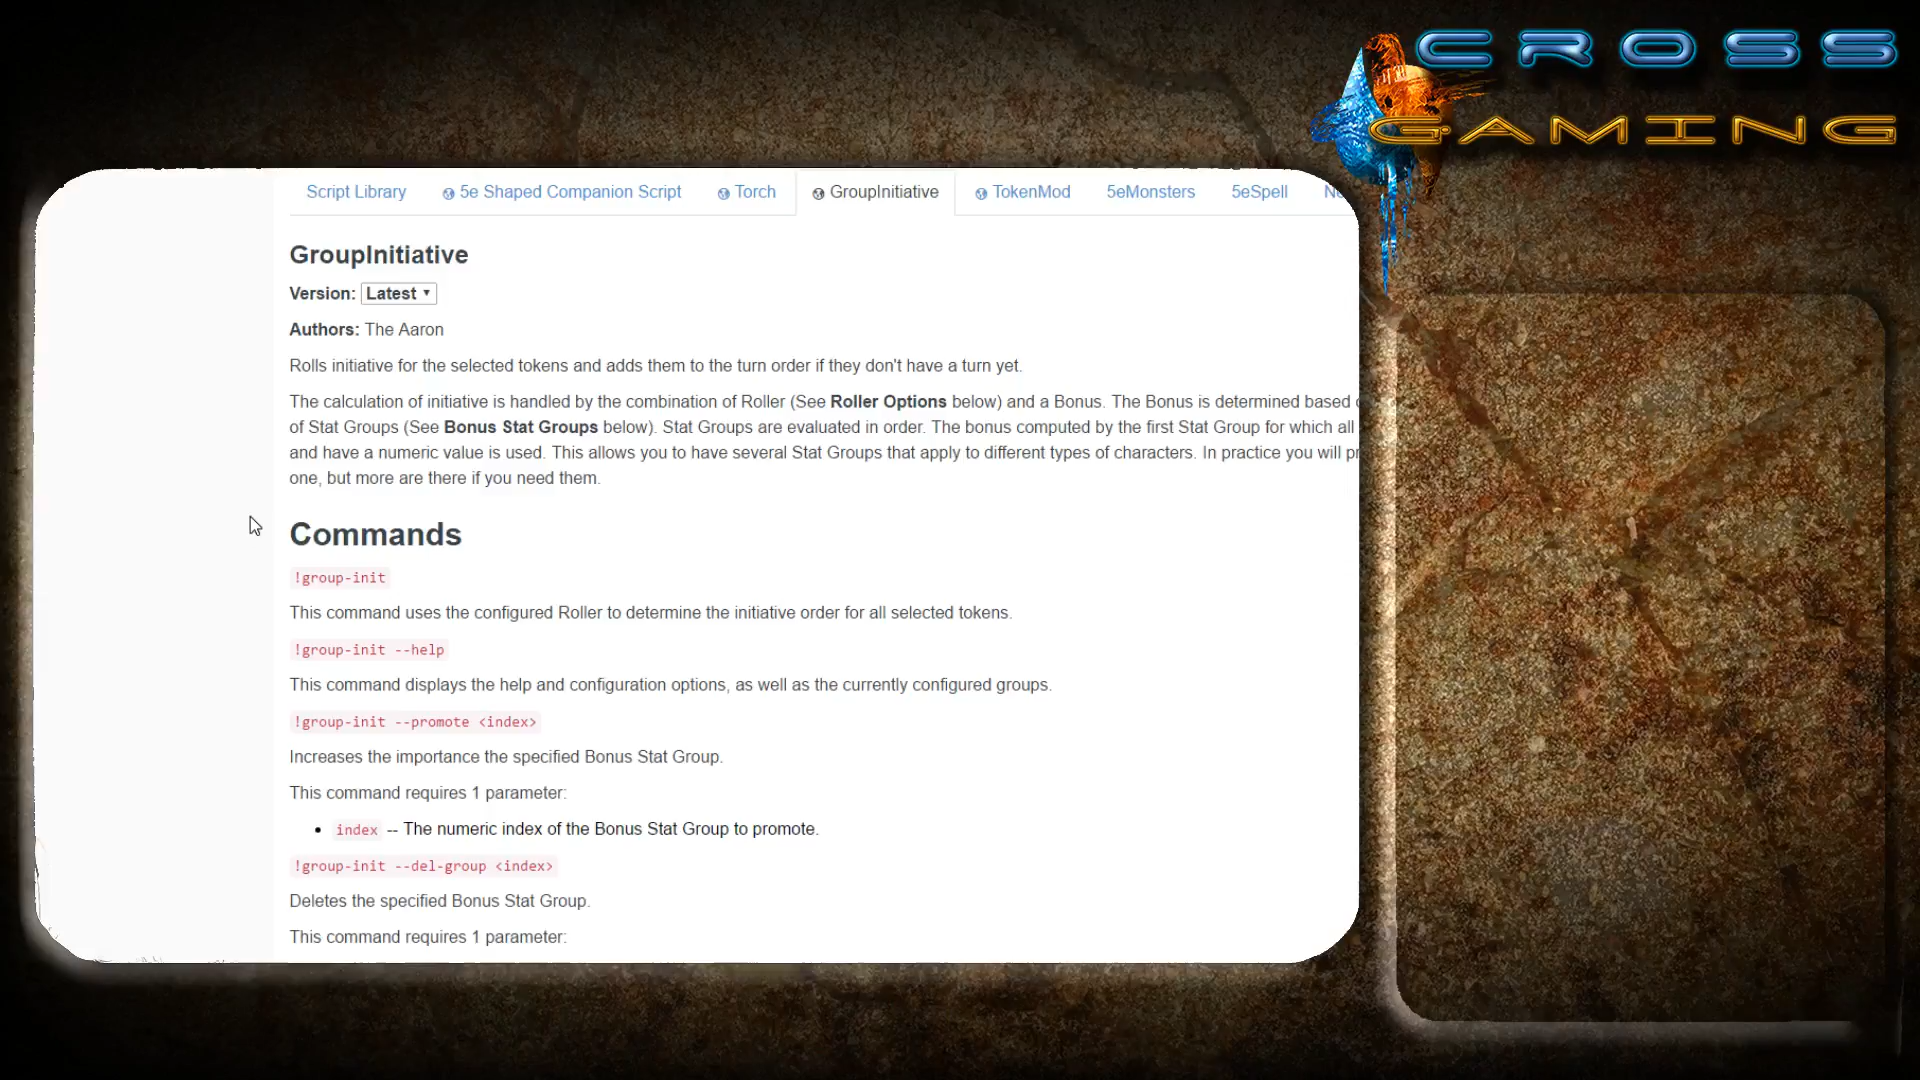 CROSS
GAMING
Script Library 5e Shaped Companion Script Torch GroupInitiative TokenMod 5eMonsters 5eSpell
GroupInitiative
Version: Latest
Authors: The Aaron
Rolls initiative for the selected tokens and adds them to the turn order if they don't have a turn yet.
The calculation of initiative is handled by the combination of Roller (See Roller Options below) and a Bonus. The Bonus is determined based
of Stat Groups (See Bonus Stat Groups below). Stat Groups are evaluated in order. The bonus computed by the first Stat Group for which all
and have a numeric value is used. This allows you to have several Stat Groups that apply to different types of characters. In practice you will
one, but more are there if you need them.
Commands
!group-init
This command uses the configured Roller to determine the initiative order for all selected tokens.
!group-init --help
This command displays the help and configuration options, as well as the currently configured groups.
!group-init --promote <index>
Increases the importance the specified Bonus Stat Group.
This command requires 1 parameter:
• index -- The numeric index of the Bonus Stat Group to promote.
!group-init --del-group <index>
Deletes the specified Bonus Stat Group.
This command requires 1 parameter: